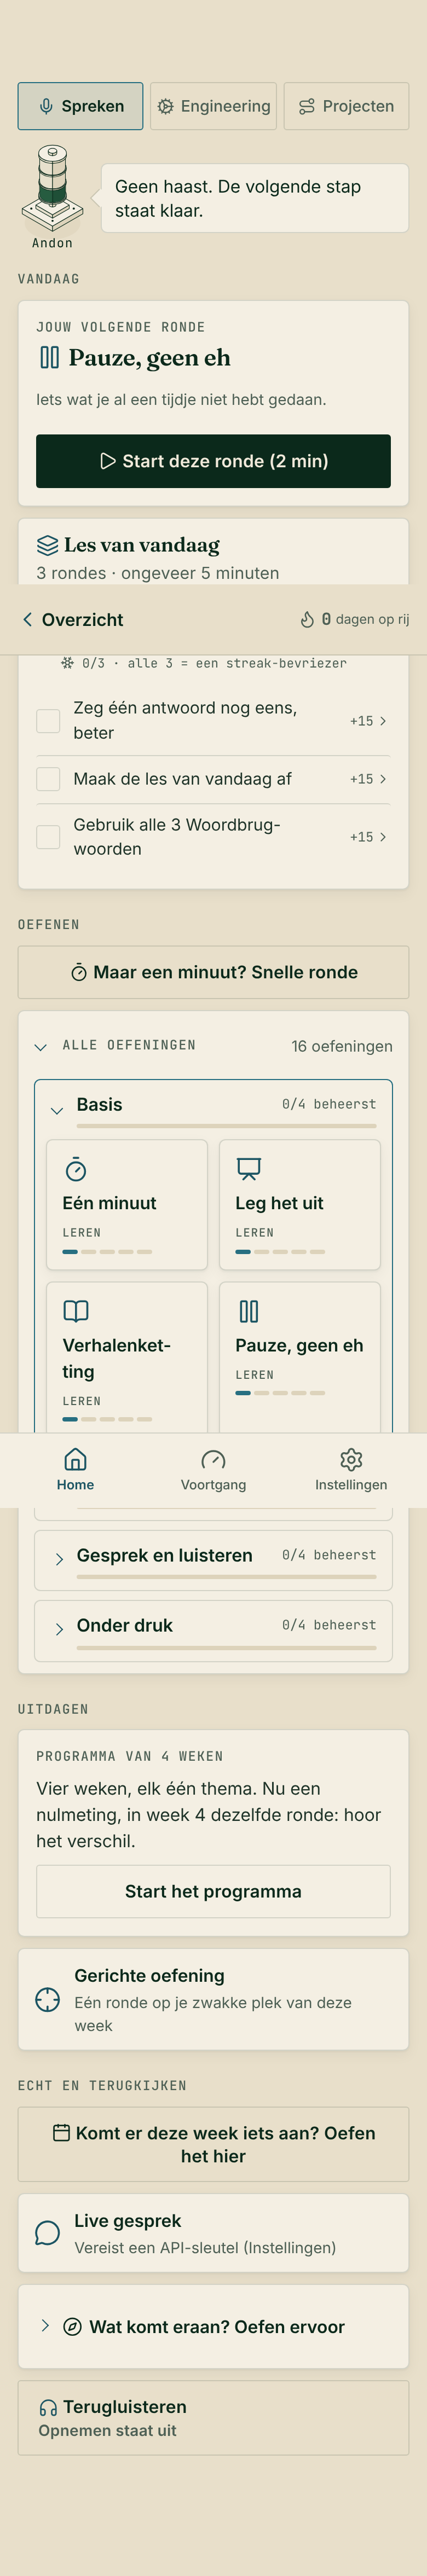 Spreken
Engineering
Projecten
Geen haast. De volgende stap
staat klaar.
Andon
VANDAAG
JOUW VOLGENDE RONDE
Pauze, geen eh
Iets wat je al een tijdje niet hebt gedaan.
Start deze ronde (2 min)
Les van vandaag
3 rondes · ongeveer 5 minuten
Overzicht
0 dagen op rij
0/3 · alle 3 = een streak-bevriezer
Zeg één antwoord nog eens,
beter
+15
Maak de les van vandaag af
+15
Gebruik alle 3 Woordbrug-
woorden
+15
OEFENEN
Maar een minuut? Snelle ronde
ALLE OEFENINGEN
16 oefeningen
Basis
0/4 beheerst
Eén minuut
LEREN
Leg het uit
LEREN
Verhalenket-
ting
LEREN
Pauze, geen eh
LEREN
Home
Voortgang
Instellingen
Gesprek en luisteren
0/4 beheerst
Onder druk
0/4 beheerst
UITDAGEN
PROGRAMMA VAN 4 WEKEN
Vier weken, elk één thema. Nu een
nulmeting, in week 4 dezelfde ronde: hoor
het verschil.
Start het programma
Gerichte oefening
Eén ronde op je zwakke plek van deze
week
ECHT EN TERUGKIJKEN
Komt er deze week iets aan? Oefen
het hier
Live gesprek
Vereist een API-sleutel (Instellingen)
Wat komt eraan? Oefen ervoor
Terugluisteren
Opnemen staat uit